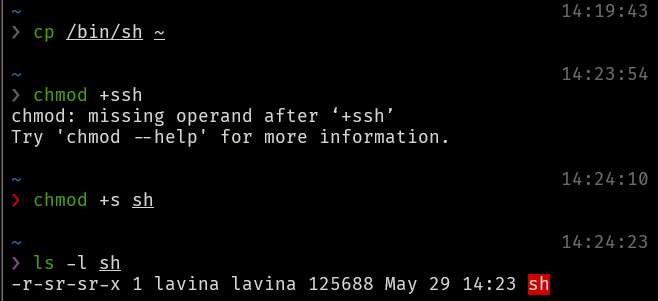 ~ 14:19:43
❯ cp /bin/sh ~
~ 14:23:54
❯ chmod +ssh
chmod: missing operand after ‘+ssh’
Try 'chmod --help' for more information.
~ 14:24:10
❯ chmod +s sh
~ 14:24:23
❯ ls -l sh
-r-sr-sr-x 1 lavina lavina 125688 May 29 14:23 sh